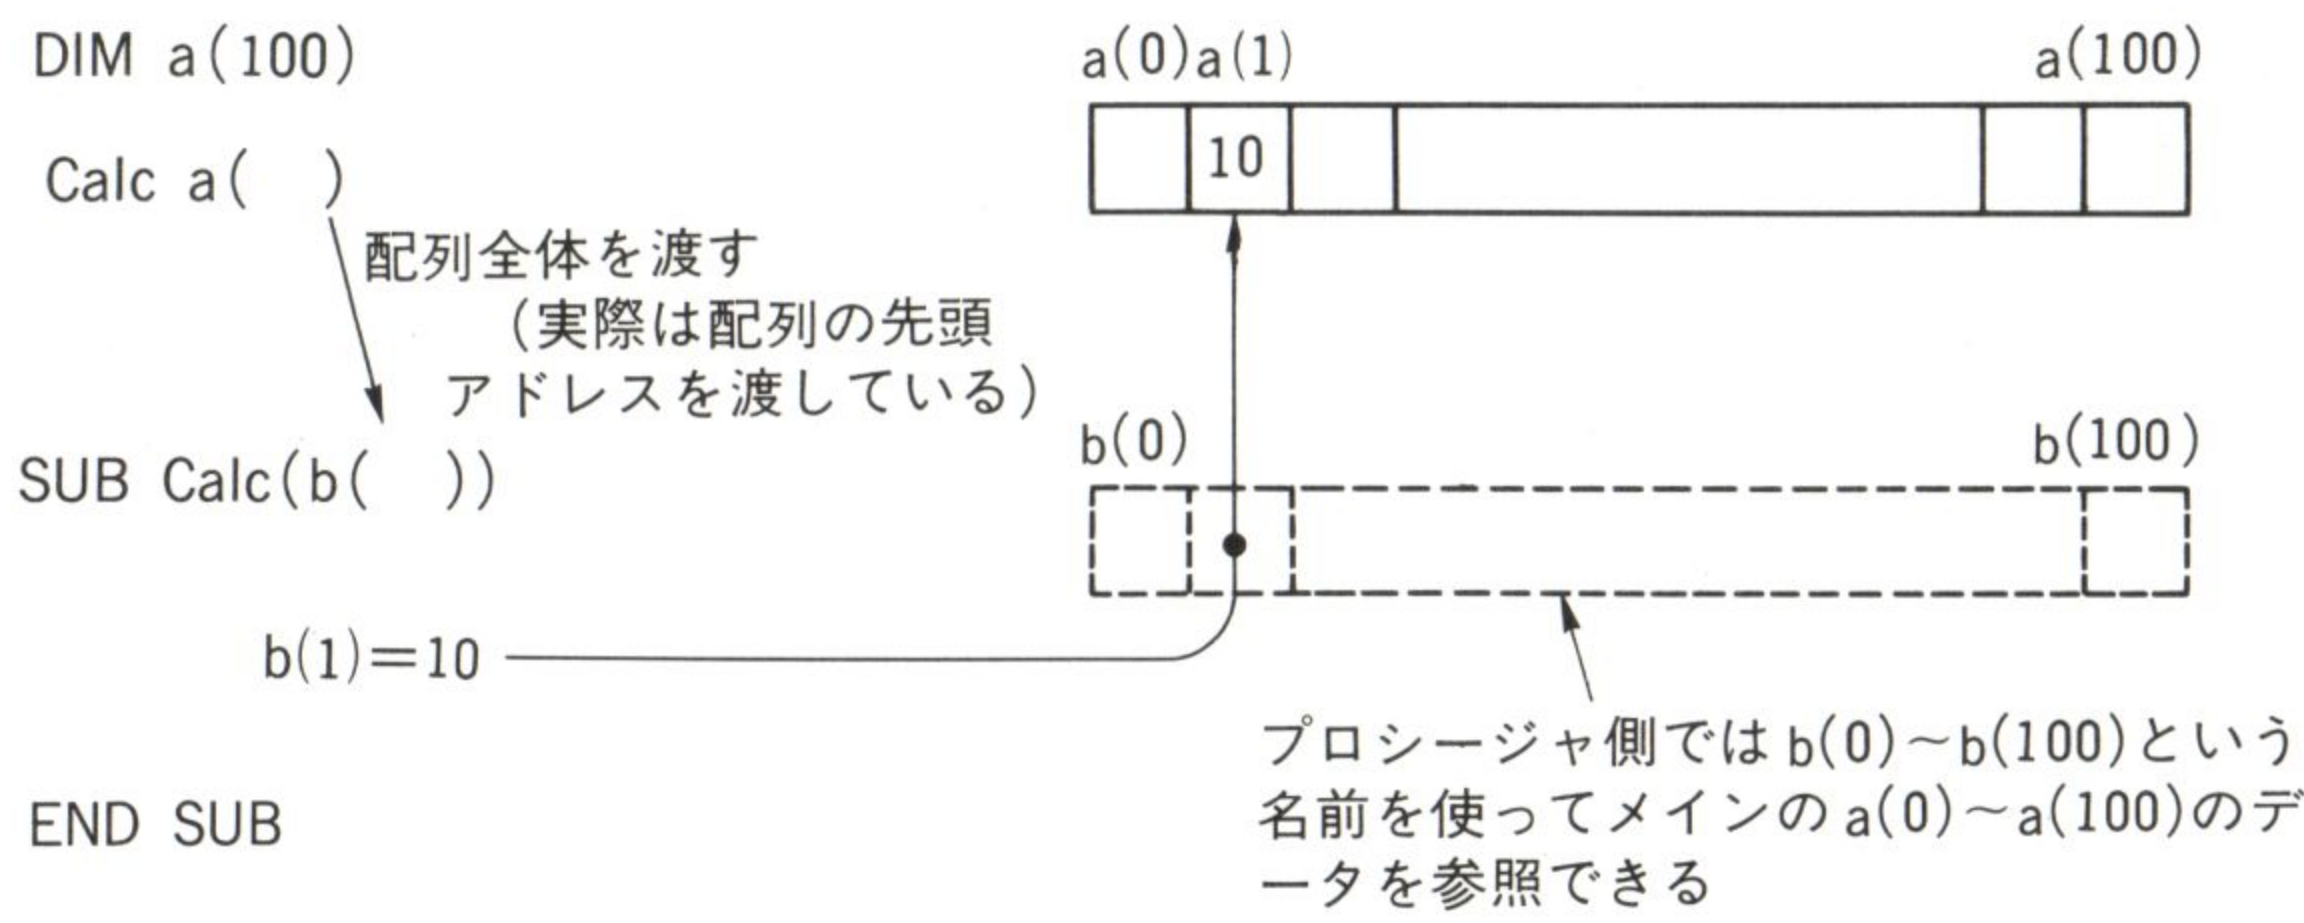 DIM a(100)
a(0)a(1)
a(100)
10
Calc a(　)
配列全体を渡す
(実際は配列の先頭
アドレスを渡している)
b(0)
b(100)
SUB Calc(b(　))
b(1)=10
プロシージャ側ではb(0)～b(100)という
名前を使ってメインのa(0)～a(100)のデ
ータを参照できる
END SUB